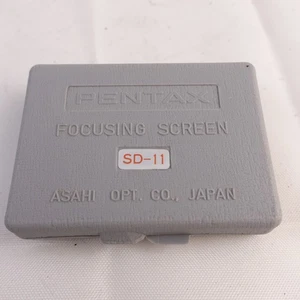 PENTAX
FOCUSING SCREEN
SD-11
ASAHI OPT. CO., JAPAN